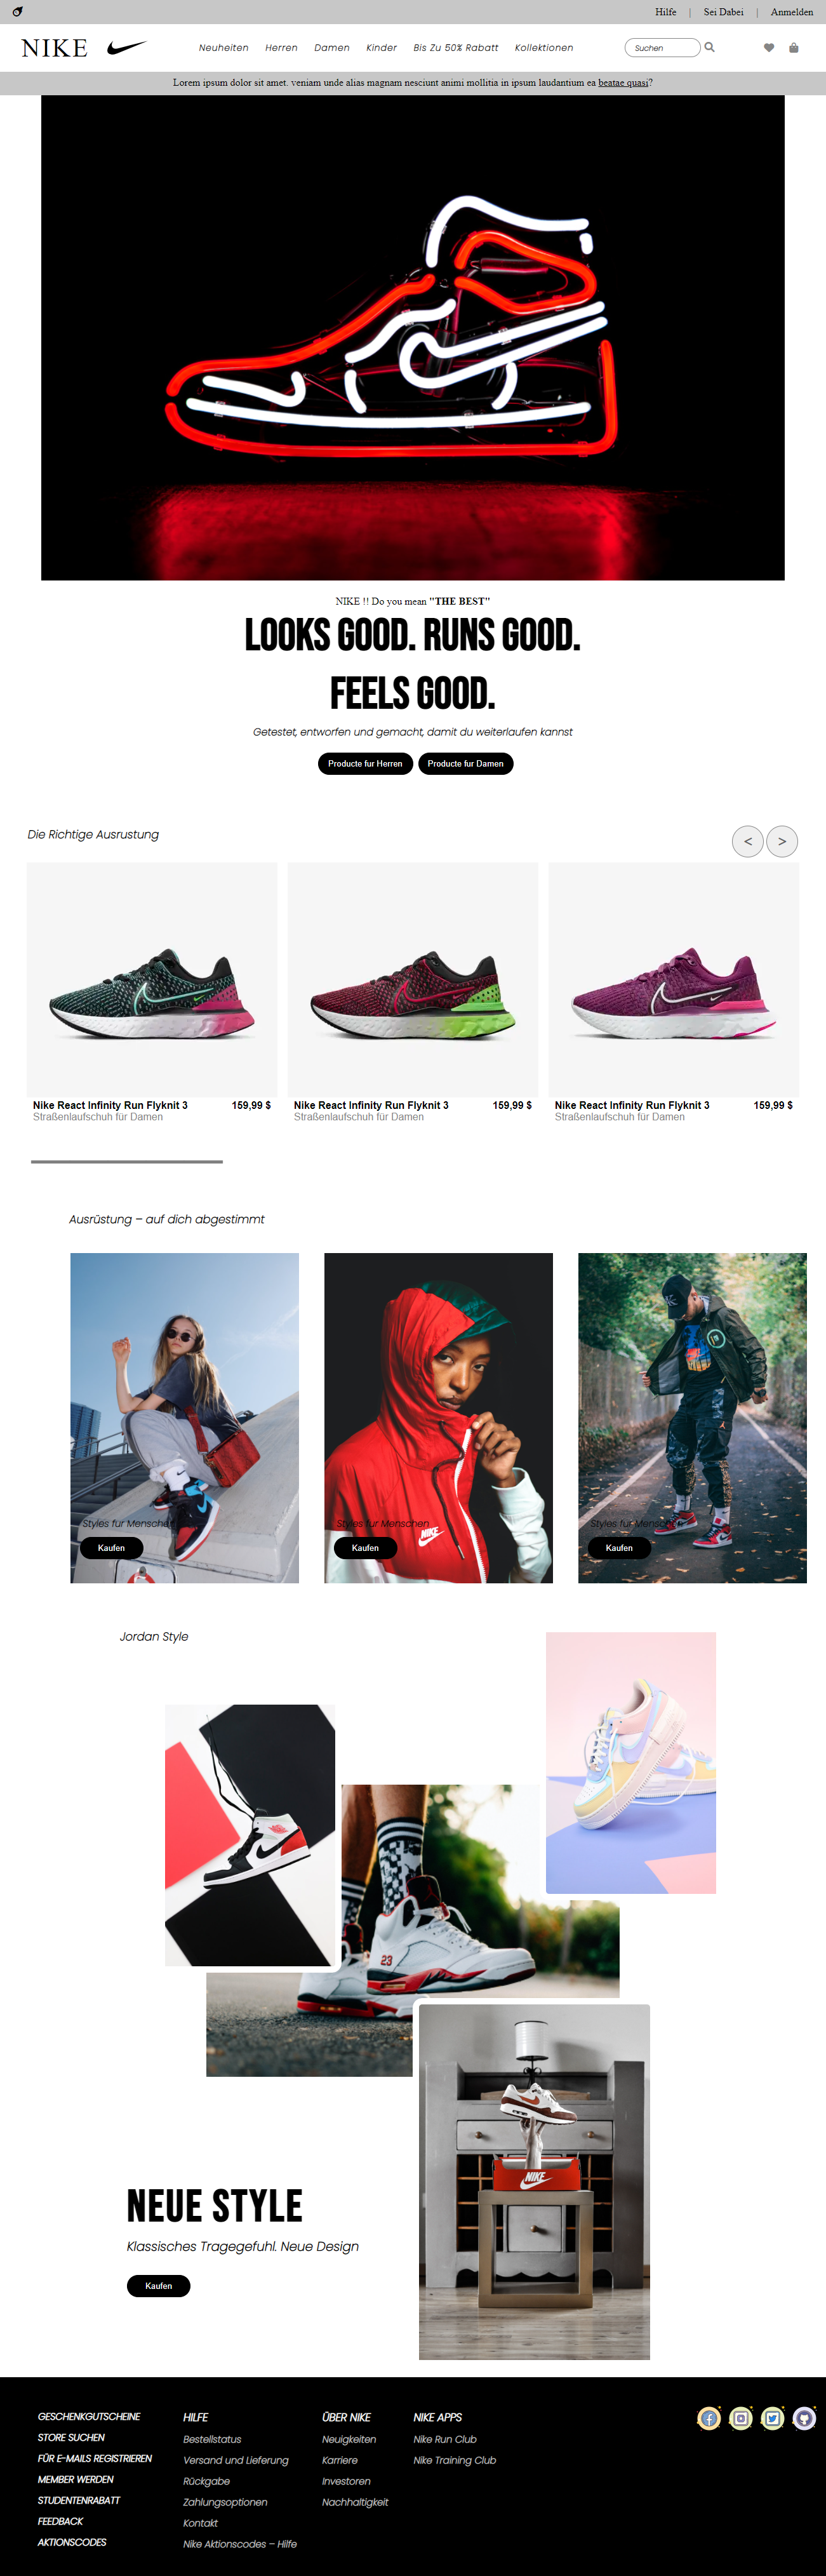 Hilfe | Sei Dabei | Anmelden
NIKE Neuheiten Herren Damen Kinder Bis Zu 50% Rabatt Kollektionen Suchen
Lorem ipsum dolor sit amet. veniam unde alias magnam nesciunt animi mollitia in ipsum laudantium ea beatae quasi?
NIKE !! Do you mean "THE BEST"
LOOKS GOOD. RUNS GOOD.
FEELS GOOD.
Getestet, entworfen und gemacht, damit du weiterlaufen kannst
Producte fur Herren Producte fur Damen
Die Richtige Ausrustung < >
Nike React Infinity Run Flyknit 3 159,99 $
Straßenlaufschuh für Damen
Nike React Infinity Run Flyknit 3 159,99 $
Straßenlaufschuh für Damen
Nike React Infinity Run Flyknit 3 159,99 $
Straßenlaufschuh für Damen
Ausrüstung – auf dich abgestimmt
Styles fur Menschen
Kaufen
Styles fur Menschen
NIKE
Kaufen
Styles fur Menschen
Kaufen
Jordan Style
23
NIKE
NEUE STYLE
Klassisches Tragegefuhl. Neue Design
Kaufen
GESCHENKGUTSCHEINE
STORE SUCHEN
FÜR E-MAILS REGISTRIEREN
MEMBER WERDEN
STUDENTENRABATT
FEEDBACK
AKTIONSCODES
HILFE
Bestellstatus
Versand und Lieferung
Rückgabe
Zahlungsoptionen
Kontakt
Nike Aktionscodes – Hilfe
ÜBER NIKE
Neuigkeiten
Karriere
Investoren
Nachhaltigkeit
NIKE APPS
Nike Run Club
Nike Training Club